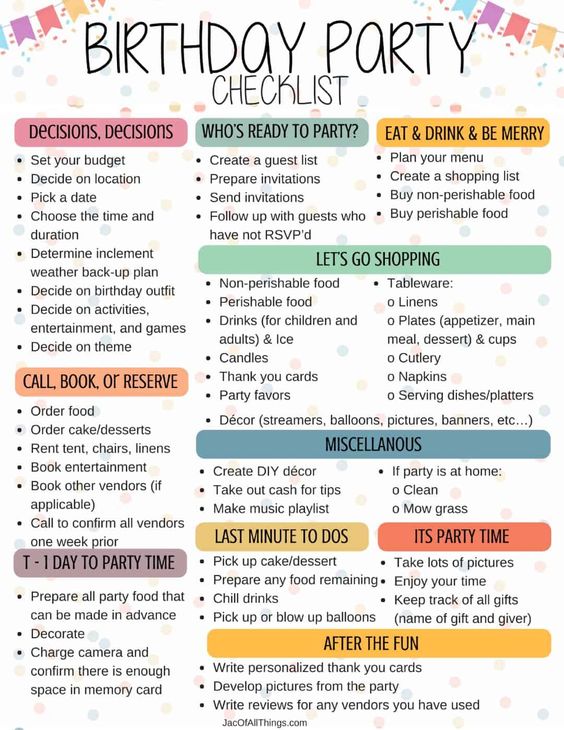 BIRTHDAY PARTY
CHECKLIST
DECISIONS, DECISIONS
• Set your budget
• Decide on location
• Pick a date
• Choose the time and
duration
• Determine inclement
weather back-up plan
• Decide on birthday outfit
• Decide on activities,
entertainment, and games
• Decide on theme
CALL, BOOK, OR RESERVE
• Order food
• Order cake/desserts
• Rent tent, chairs, linens
• Book entertainment
• Book other vendors (if
applicable)
• Call to confirm all vendors
one week prior
T - 1 DAY TO PARTY TIME
• Prepare all party food that
can be made in advance
• Decorate
• Charge camera and
confirm there is enough
space in memory card
WHO'S READY TO PARTY?
• Create a guest list
• Prepare invitations
• Send invitations
• Follow up with guests who
have not RSVP'd
EAT & DRINK & BE MERRY
• Plan your menu
• Create a shopping list
• Buy non-perishable food
• Buy perishable food
LET'S GO SHOPPING
• Non-perishable food
• Perishable food
• Drinks (for children and
adults) & Ice
• Candles
• Thank you cards
• Party favors
• Décor (streamers, balloons, pictures, banners, etc…)
• Tableware:
o Linens
o Plates (appetizer, main
meal, dessert) & cups
o Cutlery
o Napkins
o Serving dishes/platters
MISCELLANOUS
• Create DIY décor
• Take out cash for tips
• Make music playlist
• If party is at home:
o Clean
o Mow grass
LAST MINUTE TO DOS
• Pick up cake/dessert
• Prepare any food remaining
• Chill drinks
• Pick up or blow up balloons
ITS PARTY TIME
• Take lots of pictures
• Enjoy your time
• Keep track of all gifts
(name of gift and giver)
AFTER THE FUN
• Write personalized thank you cards
• Develop pictures from the party
• Write reviews for any vendors you have used
JacOfAllThings.com